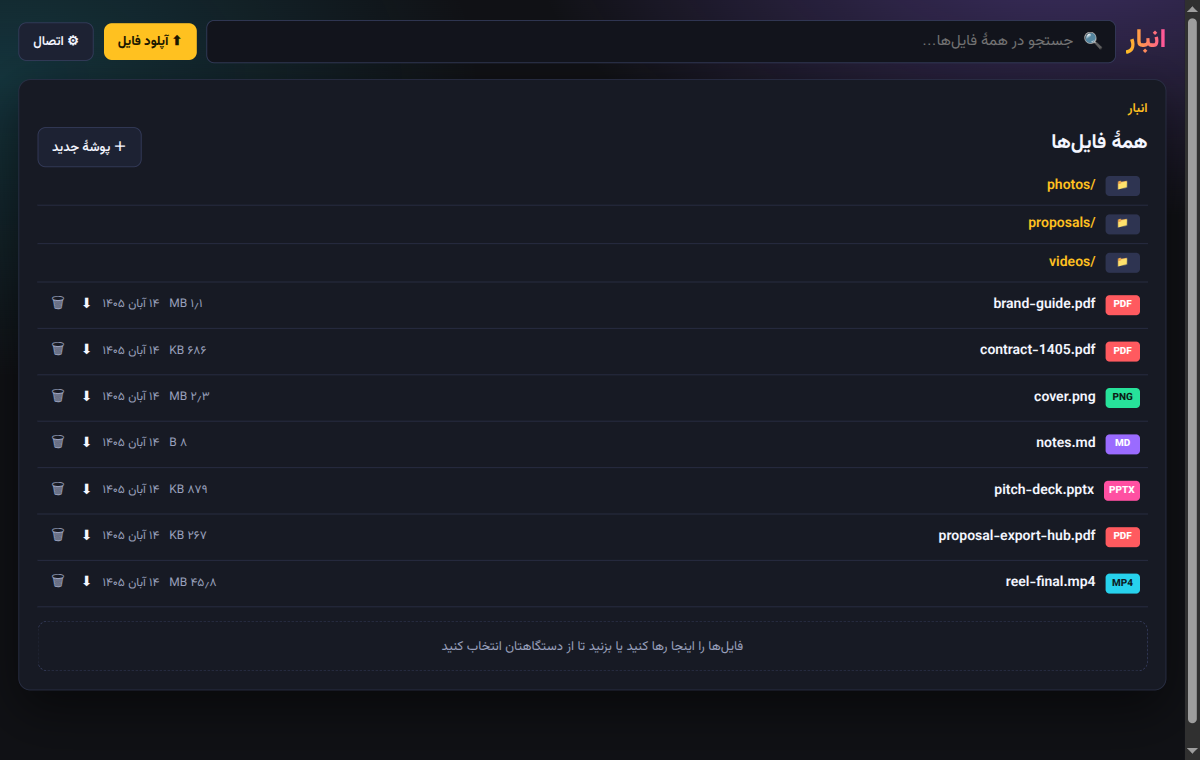 انبار
🔍 جستجو در همهٔ فایل‌ها...
⬆ آپلود فایل
⚙ اتصال
انبار
همهٔ فایل‌ها
+ پوشهٔ جدید
photos/
proposals/
videos/
PDF brand-guide.pdf MB ۱٫۱ ۱۴ آبان ۱۴۰۵
PDF contract-1405.pdf KB ۶۸۶ ۱۴ آبان ۱۴۰۵
PNG cover.png MB ۲٫۳ ۱۴ آبان ۱۴۰۵
MD notes.md B ۸ ۱۴ آبان ۱۴۰۵
PPTX pitch-deck.pptx KB ۸۷۹ ۱۴ آبان ۱۴۰۵
PDF proposal-export-hub.pdf KB ۲۶۷ ۱۴ آبان ۱۴۰۵
MP4 reel-final.mp4 MB ۴۵٫۸ ۱۴ آبان ۱۴۰۵
فایل‌ها را اینجا رها کنید یا بزنید تا از دستگاهتان انتخاب کنید